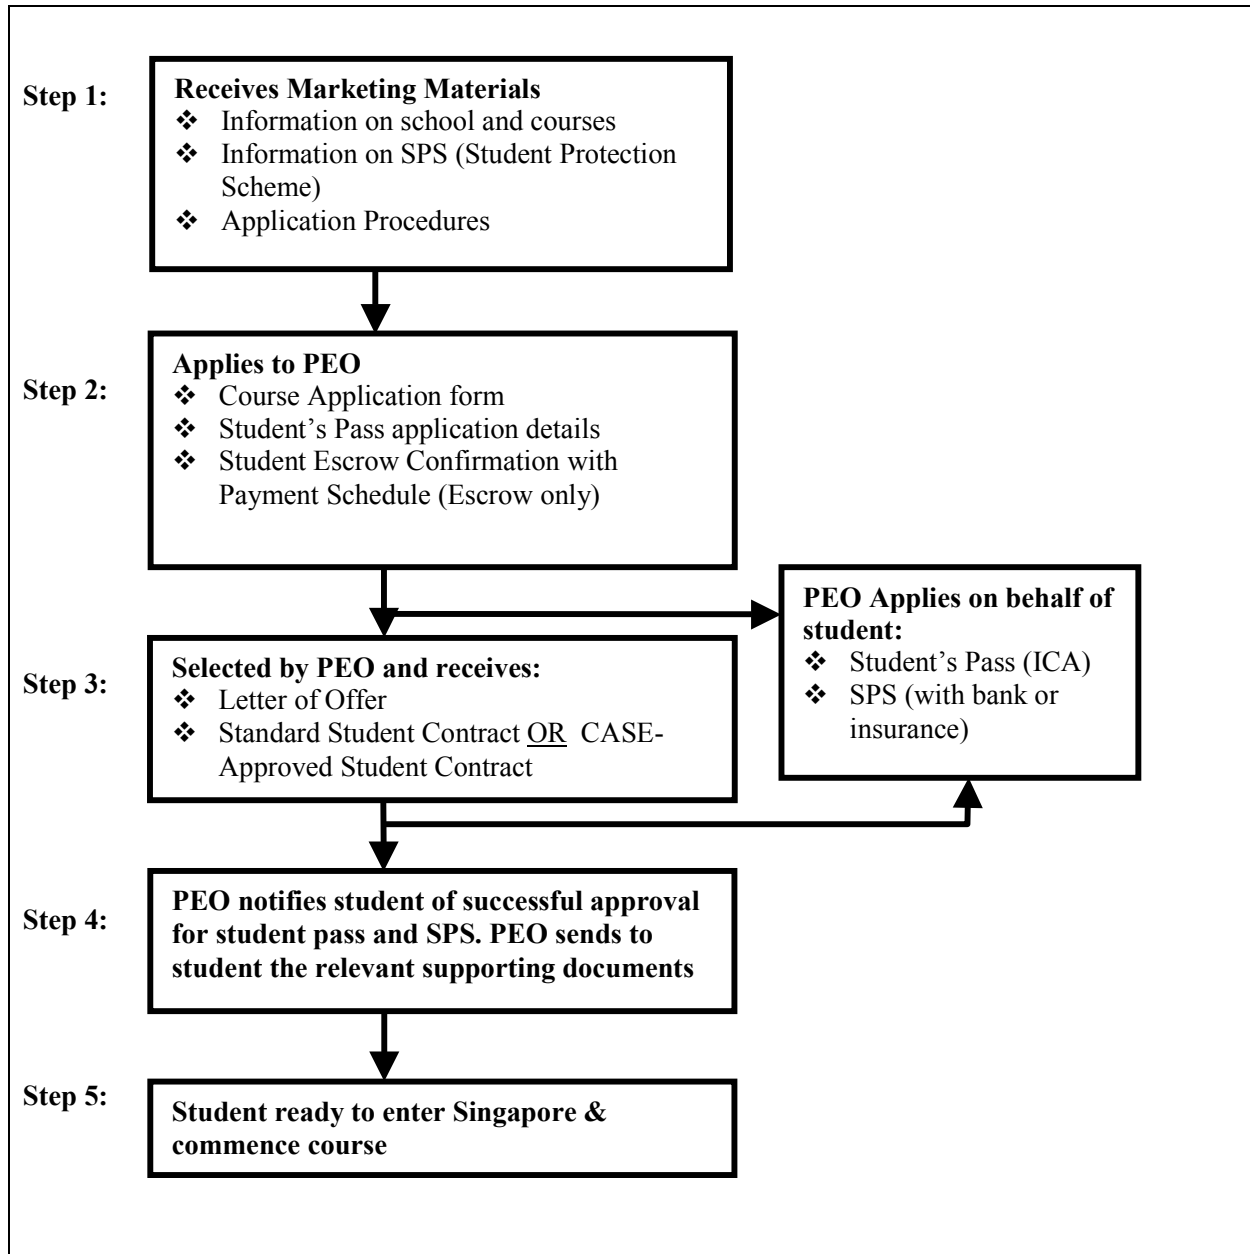 Step 1:
Receives Marketing Materials
❖ Information on school and courses
❖ Information on SPS (Student Protection
Scheme)
❖ Application Procedures
Step 2:
Applies to PEO
❖ Course Application form
❖ Student’s Pass application details
❖ Student Escrow Confirmation with
Payment Schedule (Escrow only)
PEO Applies on behalf of
student:
❖ Student’s Pass (ICA)
❖ SPS (with bank or
insurance)
Step 3:
Selected by PEO and receives:
❖ Letter of Offer
❖ Standard Student Contract OR CASE-
Approved Student Contract
Step 4:
PEO notifies student of successful approval
for student pass and SPS. PEO sends to
student the relevant supporting documents
Step 5:
Student ready to enter Singapore &
commence course